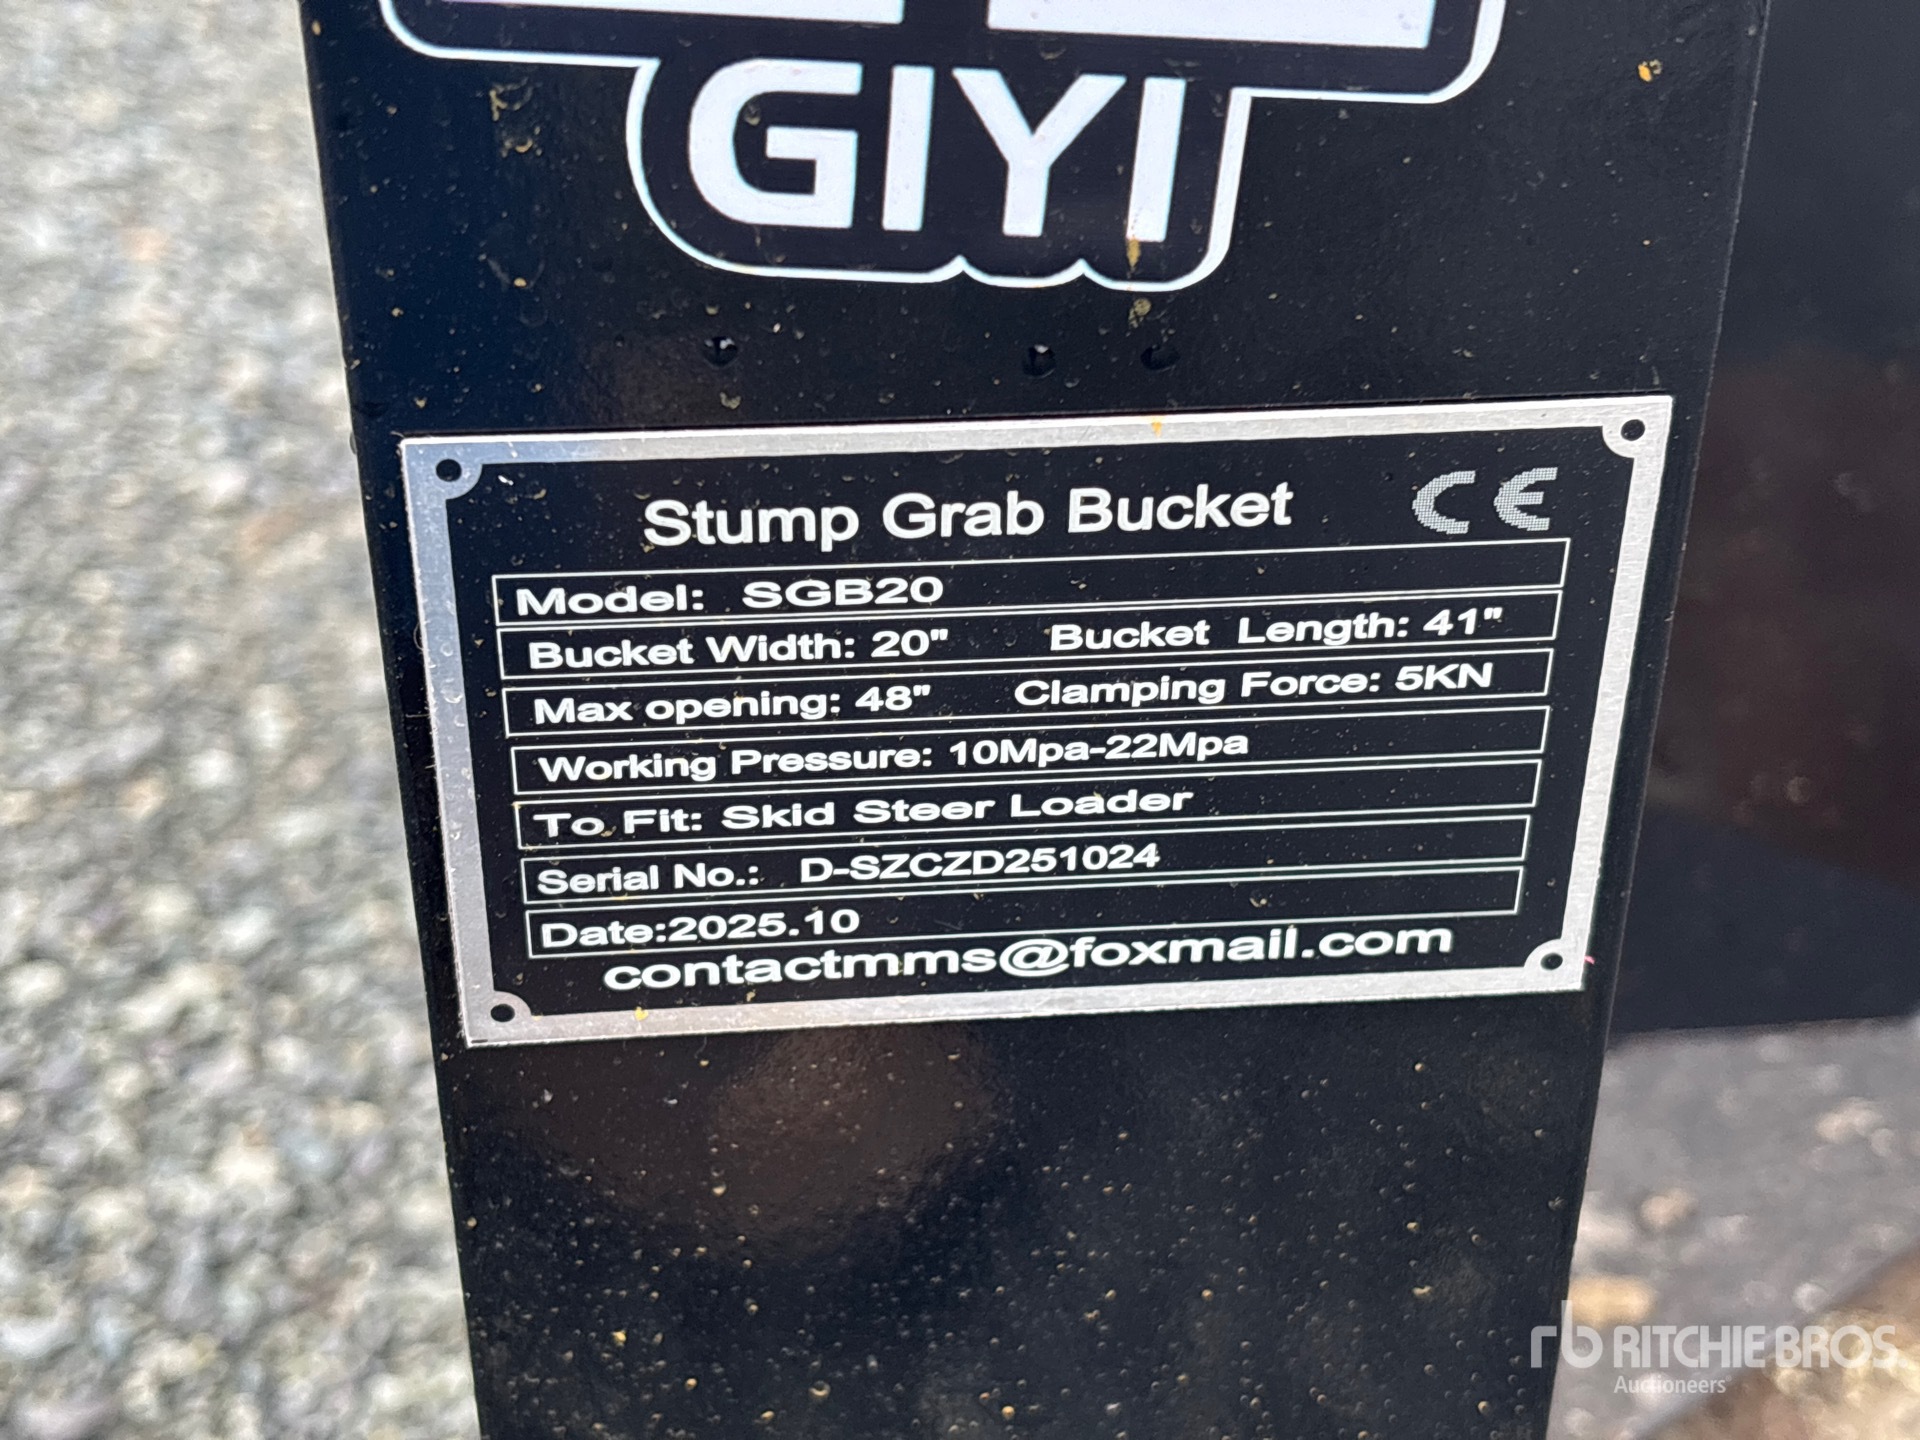 GIYI
Stump Grab Bucket CE
Model: SGB20
Bucket Width: 20" Bucket Length: 41"
Max opening: 48" Clamping Force: 5KN
Working Pressure: 10Mpa-22Mpa
To Fit: Skid Steer Loader
Serial No.: D-SZCZD251024
Date:2025.10
contactmms@foxmail.com
rb RITCHIE BROS.
Auctioneers